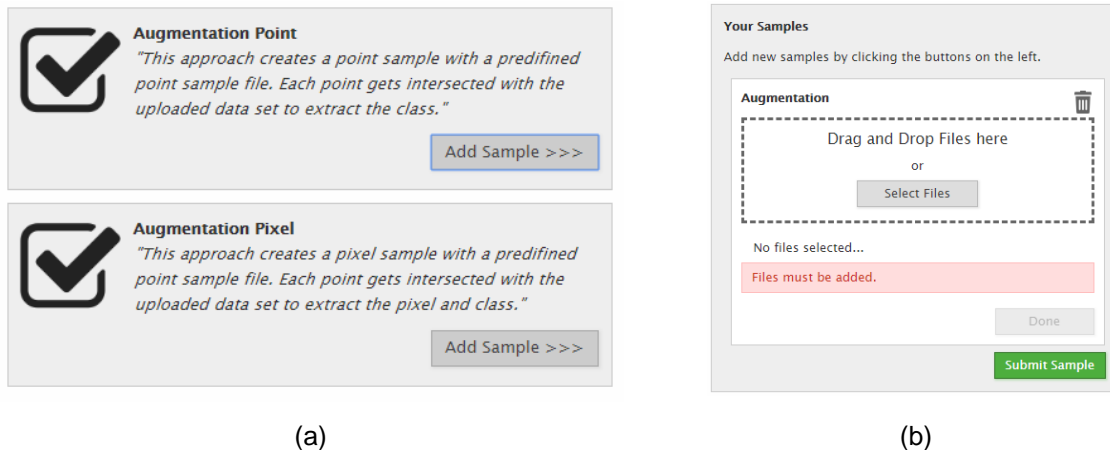 Augmentation Point
"This approach creates a point sample with a predifined
point sample file. Each point gets intersected with the
uploaded data set to extract the class."
Add Sample >>>
Augmentation Pixel
"This approach creates a pixel sample with a predifined
point sample file. Each point gets intersected with the
uploaded data set to extract the pixel and class."
Add Sample >>>
(a)
Your Samples
Add new samples by clicking the buttons on the left.
Augmentation
Drag and Drop Files here
or
Select Files
No files selected...
Files must be added.
Done
Submit Sample
(b)